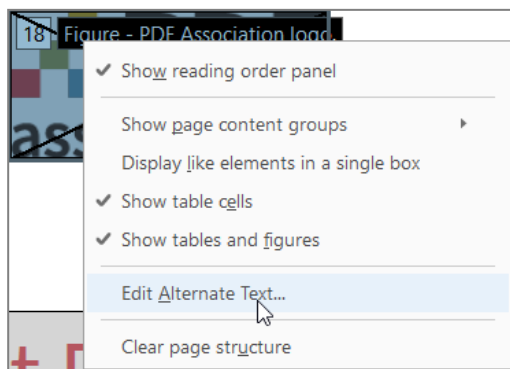 18 Figure - PDF Association logo.
Show reading order panel
Show page content groups
Display like elements in a single box
Show table cells
Show tables and figures
ass
Edit Alternate Text...
Clear page structure
+